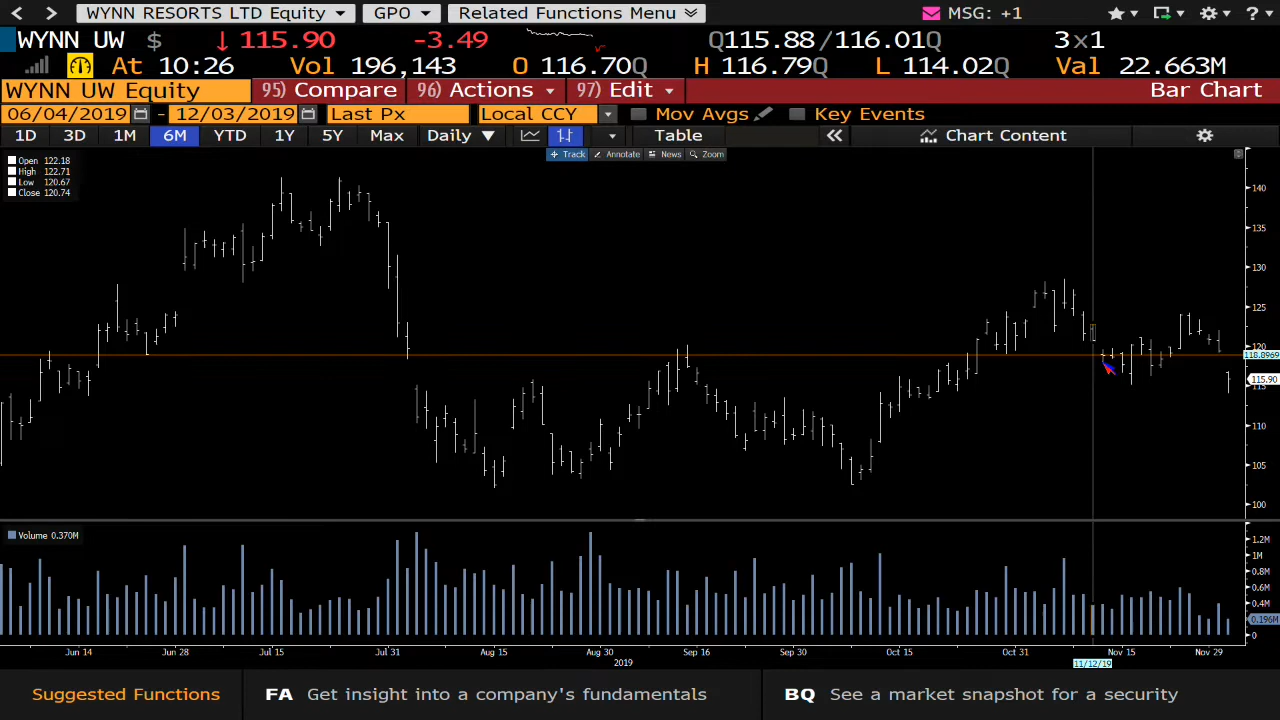 WYNN RESORTS LTD Equity GPO Related Functions Menu MSG: +1
WYNN UW $ 115.90 -3.49 Q115.88/116.01Q 3×1
At 10:26 Vol 196,143 O 116.70Q H 116.79Q L 114.02Q Val 22.663M
WYNN UW Equity 95) Compare 96) Actions 97) Edit Bar Chart
06/04/2019 - 12/03/2019 Last Px Local CCY Mov Avgs Key Events
1D 3D 1M 6M YTD 1Y 5Y Max Daily Table Chart Content
Track Annotate News Zoom
Open 122.18
High 122.71
Low 120.67
Close 120.74
140
135
130
125
120
118.8969
115.90
115
110
105
100
Volume 0.370M
1.2M
1M
0.8M
0.6M
0.4M
0.196M
0
Jun 14 Jun 28 Jul 15 Jul 31 Aug 15 Aug 30 Sep 16 Sep 30 Oct 15 Oct 31 Nov 15 Nov 29
2019 11/12/19
Suggested Functions FA Get insight into a company's fundamentals BQ See a market snapshot for a security